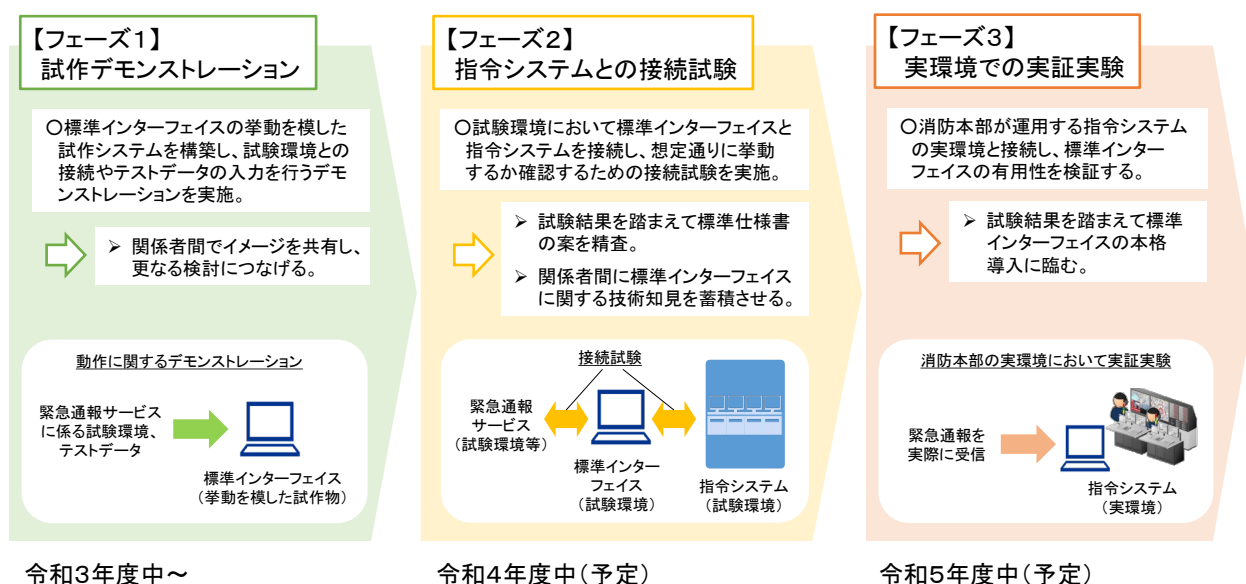 【フェーズ1】
試作デモンストレーション
○標準インターフェイスの挙動を模した
試作システムを構築し、試験環境との
接続やテストデータの入力を行うデモ
ンストレーションを実施。
➢ 関係者間でイメージを共有し、
更なる検討につなげる。
動作に関するデモンストレーション
緊急通報サービス
に係る試験環境、
テストデータ
標準インターフェイス
(挙動を模した試作物)
令和3年度中～
【フェーズ2】
指令システムとの接続試験
○試験環境において標準インターフェイスと
指令システムを接続し、想定通りに挙動
するか確認するための接続試験を実施。
➢ 試験結果を踏まえて標準仕様書
の案を精査。
➢ 関係者間に標準インターフェイス
に関する技術知見を蓄積させる。
接続試験
緊急通報
サービス
(試験環境等)
標準インター
フェイス
(試験環境)
指令システム
(試験環境)
令和4年度中(予定)
【フェーズ3】
実環境での実証実験
○消防本部が運用する指令システム
の実環境と接続し、標準インター
フェイスの有用性を検証する。
➢ 試験結果を踏まえて標準
インターフェイスの本格
導入に臨む。
消防本部の実環境において実証実験
緊急通報を
実際に受信
指令システム
(実環境)
令和5年度中(予定)